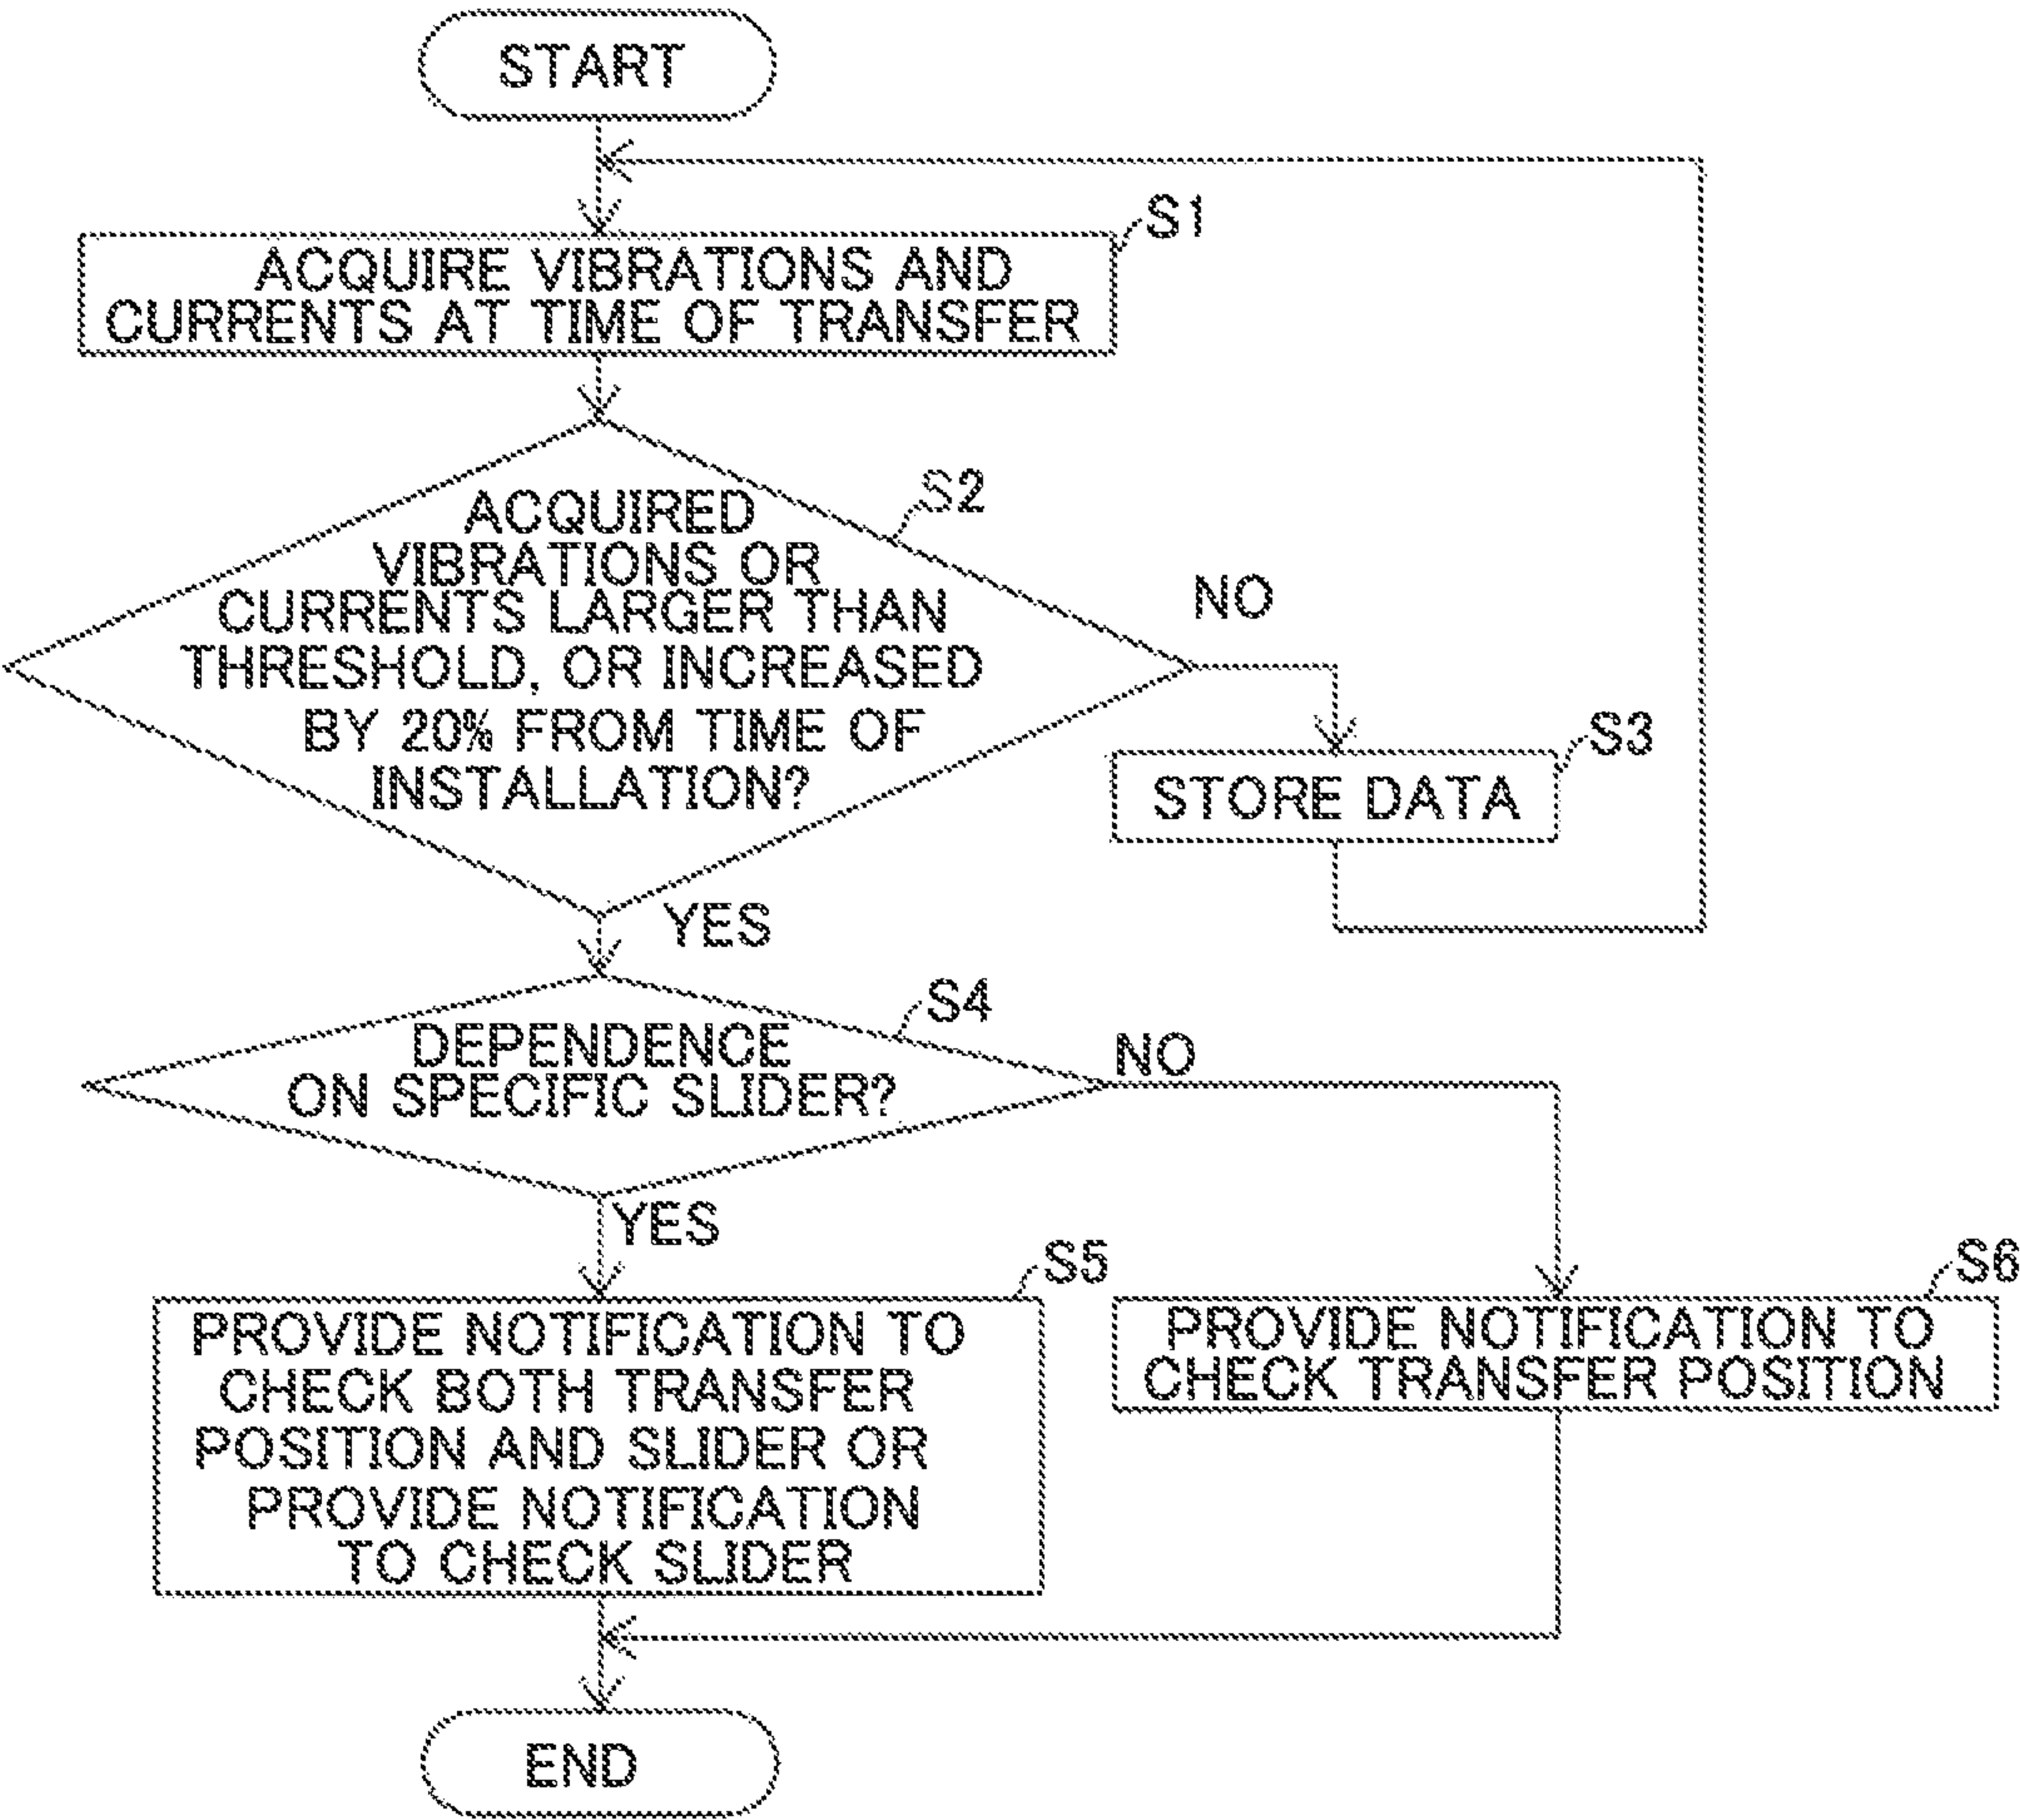 START
S1
ACQUIRE VIBRATIONS AND
CURRENTS AT TIME OF TRANSFER
S2
ACQUIRED
VIBRATIONS OR
CURRENTS LARGER THAN
THRESHOLD, OR INCREASED
BY 20% FROM TIME OF
INSTALLATION?
NO
S3
STORE DATA
YES
S4
DEPENDENCE
ON SPECIFIC SLIDER?
NO
YES
S5
PROVIDE NOTIFICATION TO
CHECK BOTH TRANSFER
POSITION AND SLIDER OR
PROVIDE NOTIFICATION
TO CHECK SLIDER
S6
PROVIDE NOTIFICATION TO
CHECK TRANSFER POSITION
END